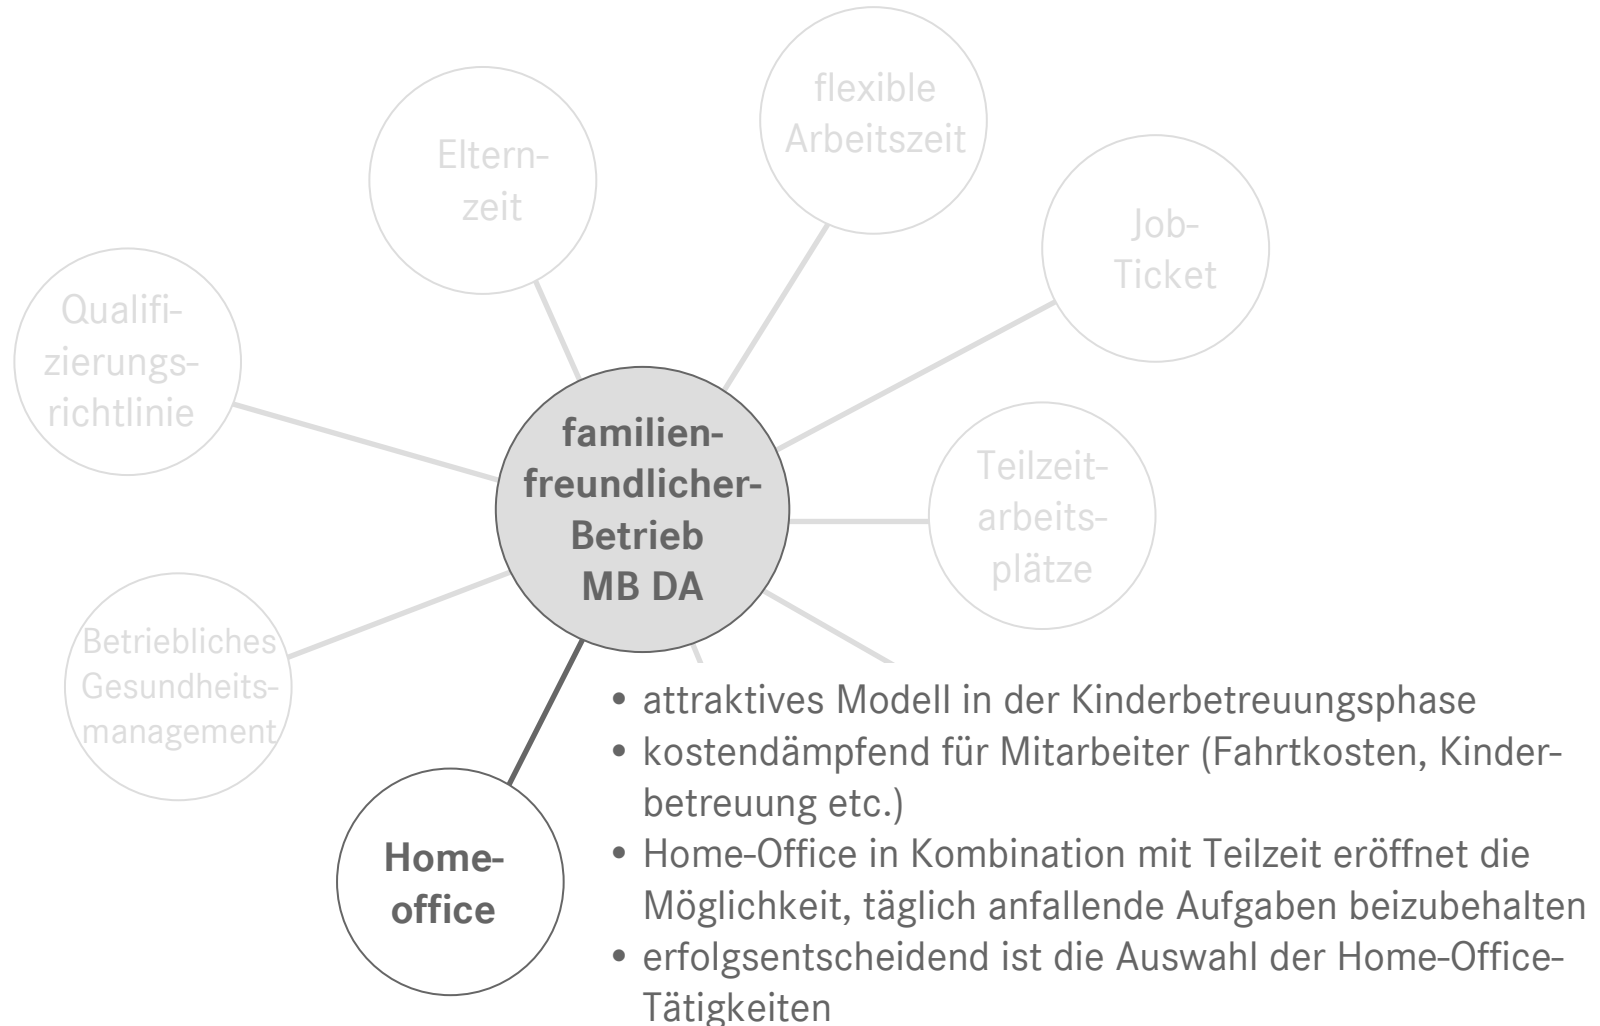 flexible
Arbeitszeit
Eltern-
zeit
Job-
Ticket
Qualifi-
zierungs-
richtlinie
familien-
freundlicher-
Betrieb
MB DA
Teilzeit-
arbeits-
plätze
Betriebliches
Gesundheits-
management
Home-
office
• attraktives Modell in der Kinderbetreuungsphase
• kostendämpfend für Mitarbeiter (Fahrtkosten, Kinder-
betreuung etc.)
• Home-Office in Kombination mit Teilzeit eröffnet die
Möglichkeit, täglich anfallende Aufgaben beizubehalten
• erfolgsentscheidend ist die Auswahl der Home-Office-
Tätigkeiten